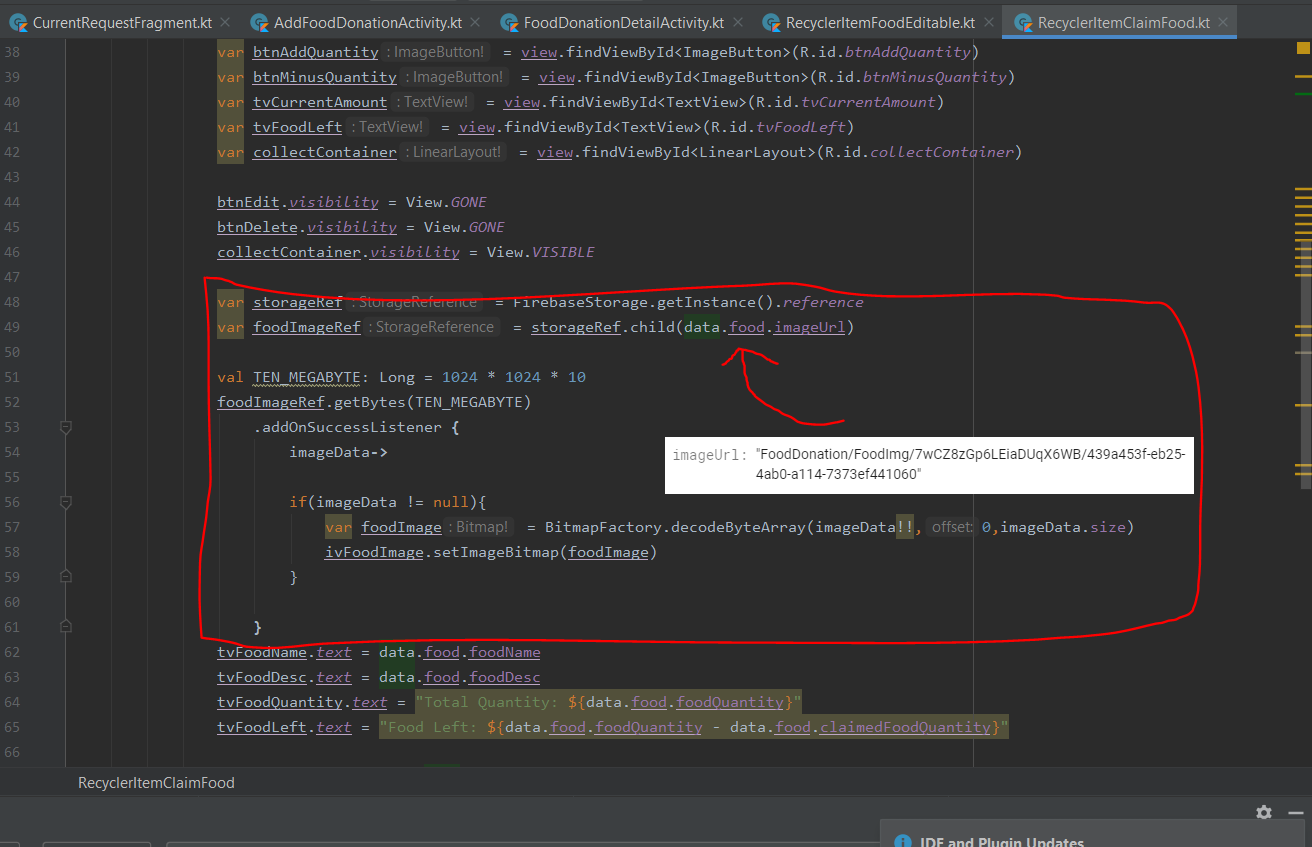 CurrentRequestFragment.kt AddFoodDonationActivity.kt FoodDonationDetailActivity.kt RecyclerItemFoodEditable.kt RecyclerItemClaimFood.kt
38 var btnAddQuantity : ImageButton! = view.findViewById<ImageButton>(R.id.btnAddQuantity)
39 var btnMinusQuantity : ImageButton! = view.findViewById<ImageButton>(R.id.btnMinusQuantity)
40 var tvCurrentAmount : TextView! = view.findViewById<TextView>(R.id.tvCurrentAmount)
41 var tvFoodLeft : TextView! = view.findViewById<TextView>(R.id.tvFoodLeft)
42 var collectContainer : LinearLayout! = view.findViewById<LinearLayout>(R.id.collectContainer)
43
44 btnEdit.visibility = View.GONE
45 btnDelete.visibility = View.GONE
46 collectContainer.visibility = View.VISIBLE
47
48 var storageRef : StorageReference = FirebaseStorage.getInstance().reference
49 var foodImageRef : StorageReference = storageRef.child(data.food.imageUrl)
50
51 val TEN_MEGABYTE: Long = 1024 * 1024 * 10
52 foodImageRef.getBytes(TEN_MEGABYTE)
53 .addOnSuccessListener {
54 imageData->
imageUrl: "FoodDonation/FoodImg/7wCZ8zGp6LEiaDUqX6WB/439a453f-eb25-
4ab0-a114-7373ef441060"
55
56 if(imageData != null){
57 var foodImage : Bitmap! = BitmapFactory.decodeByteArray(imageData!!, offset: 0,imageData.size)
58 ivFoodImage.setImageBitmap(foodImage)
59 }
60
61 }
62 tvFoodName.text = data.food.foodName
63 tvFoodDesc.text = data.food.foodDesc
64 tvFoodQuantity.text = "Total Quantity: ${data.food.foodQuantity}"
65 tvFoodLeft.text = "Food Left: ${data.food.foodQuantity - data.food.claimedFoodQuantity}"
66
RecyclerItemClaimFood
IDE and Plugin Updates